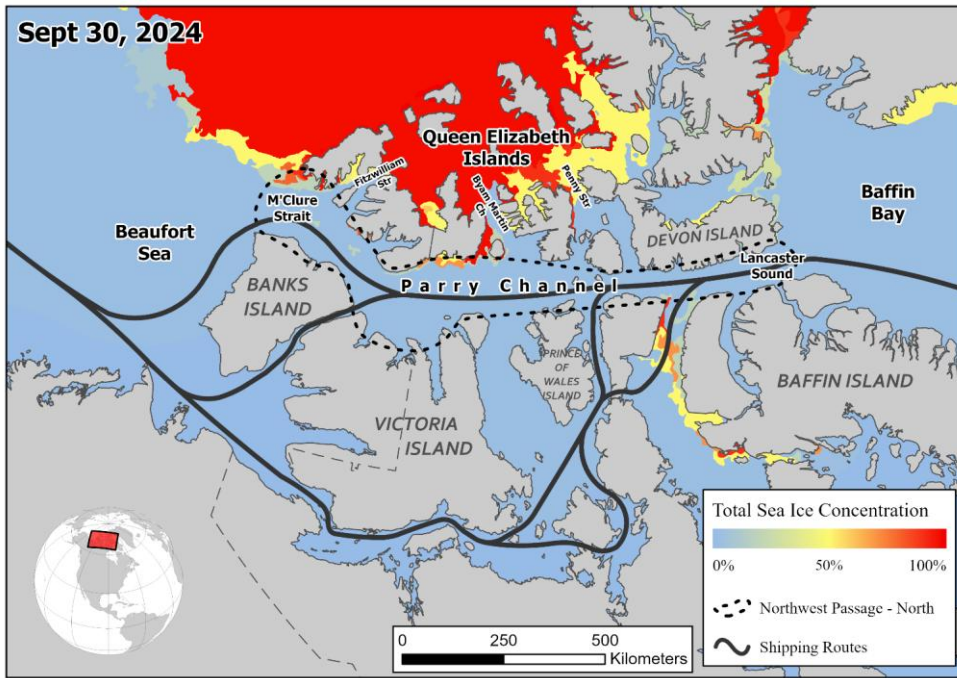 Sept 30, 2024
Queen Elizabeth
Islands
Fitzwilliam
Str
Byam Martin
Ch
Penny Str
M'Clure
Strait
Beaufort
Sea
Baffin
Bay
DEVON ISLAND
Lancaster
Sound
BANKS
ISLAND
Parry Channel
PRINCE
OF
WALES
ISLAND
BAFFIN ISLAND
VICTORIA
ISLAND
Total Sea Ice Concentration
0% 50% 100%
Northwest Passage - North
Shipping Routes
0 250 500
Kilometers